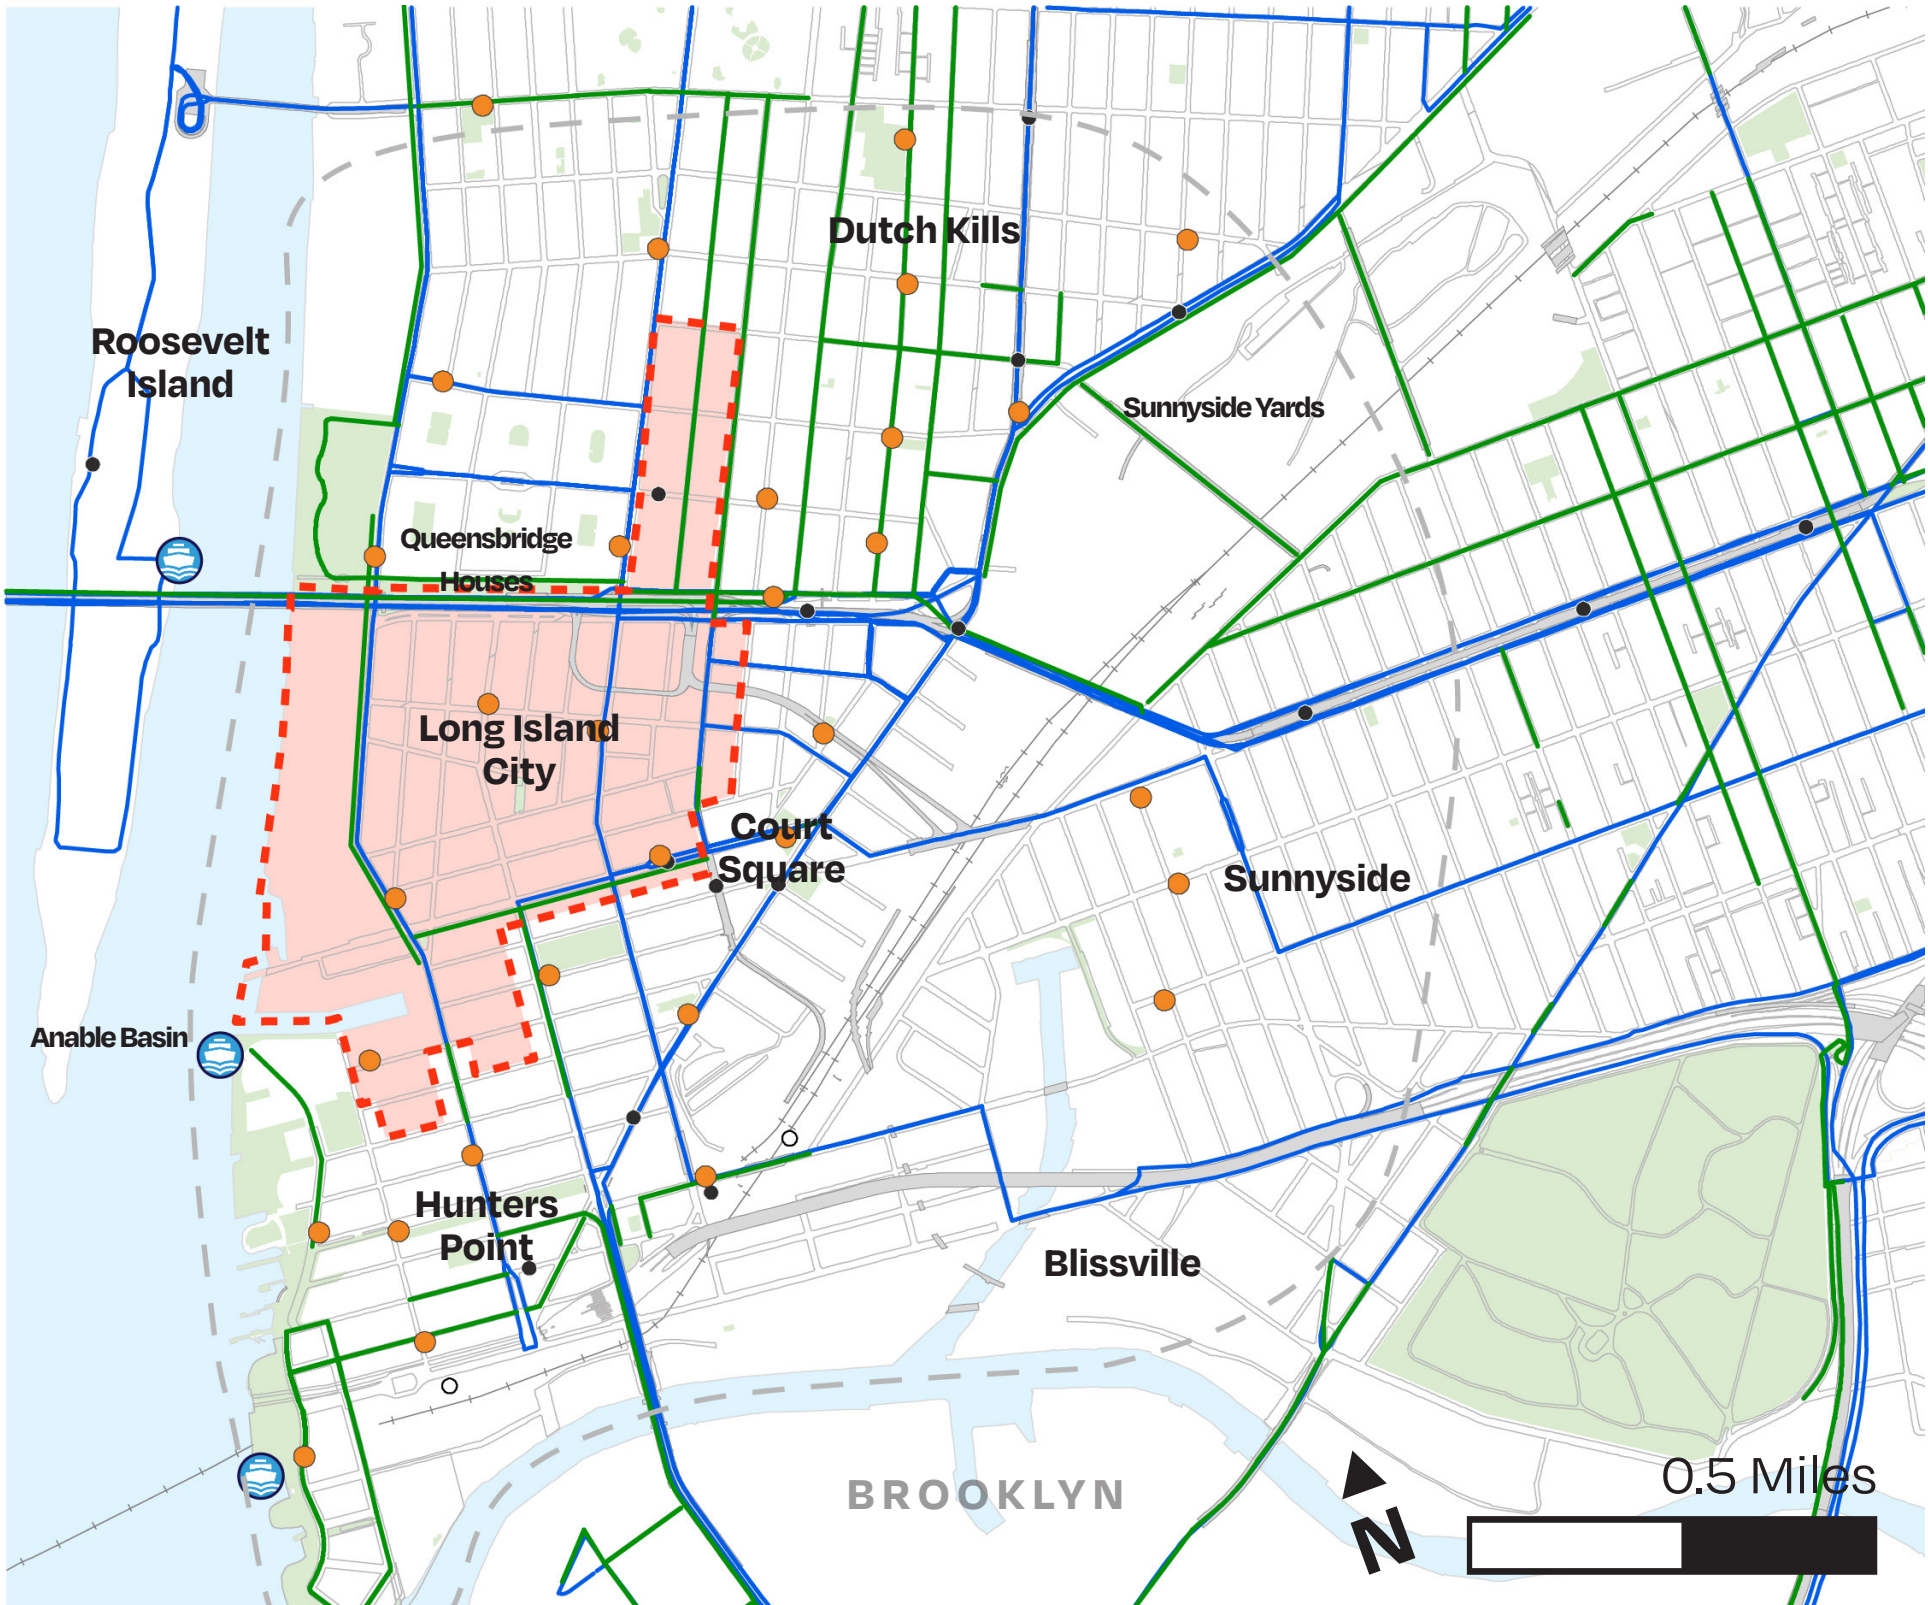 Dutch Kills
Roosevelt
Island
Sunnyside Yards
Queensbridge
Houses
Long Island
City
Court
Square
Sunnyside
Anable Basin
Hunters
Point
Blissville
BROOKLYN
0.5 Miles
N